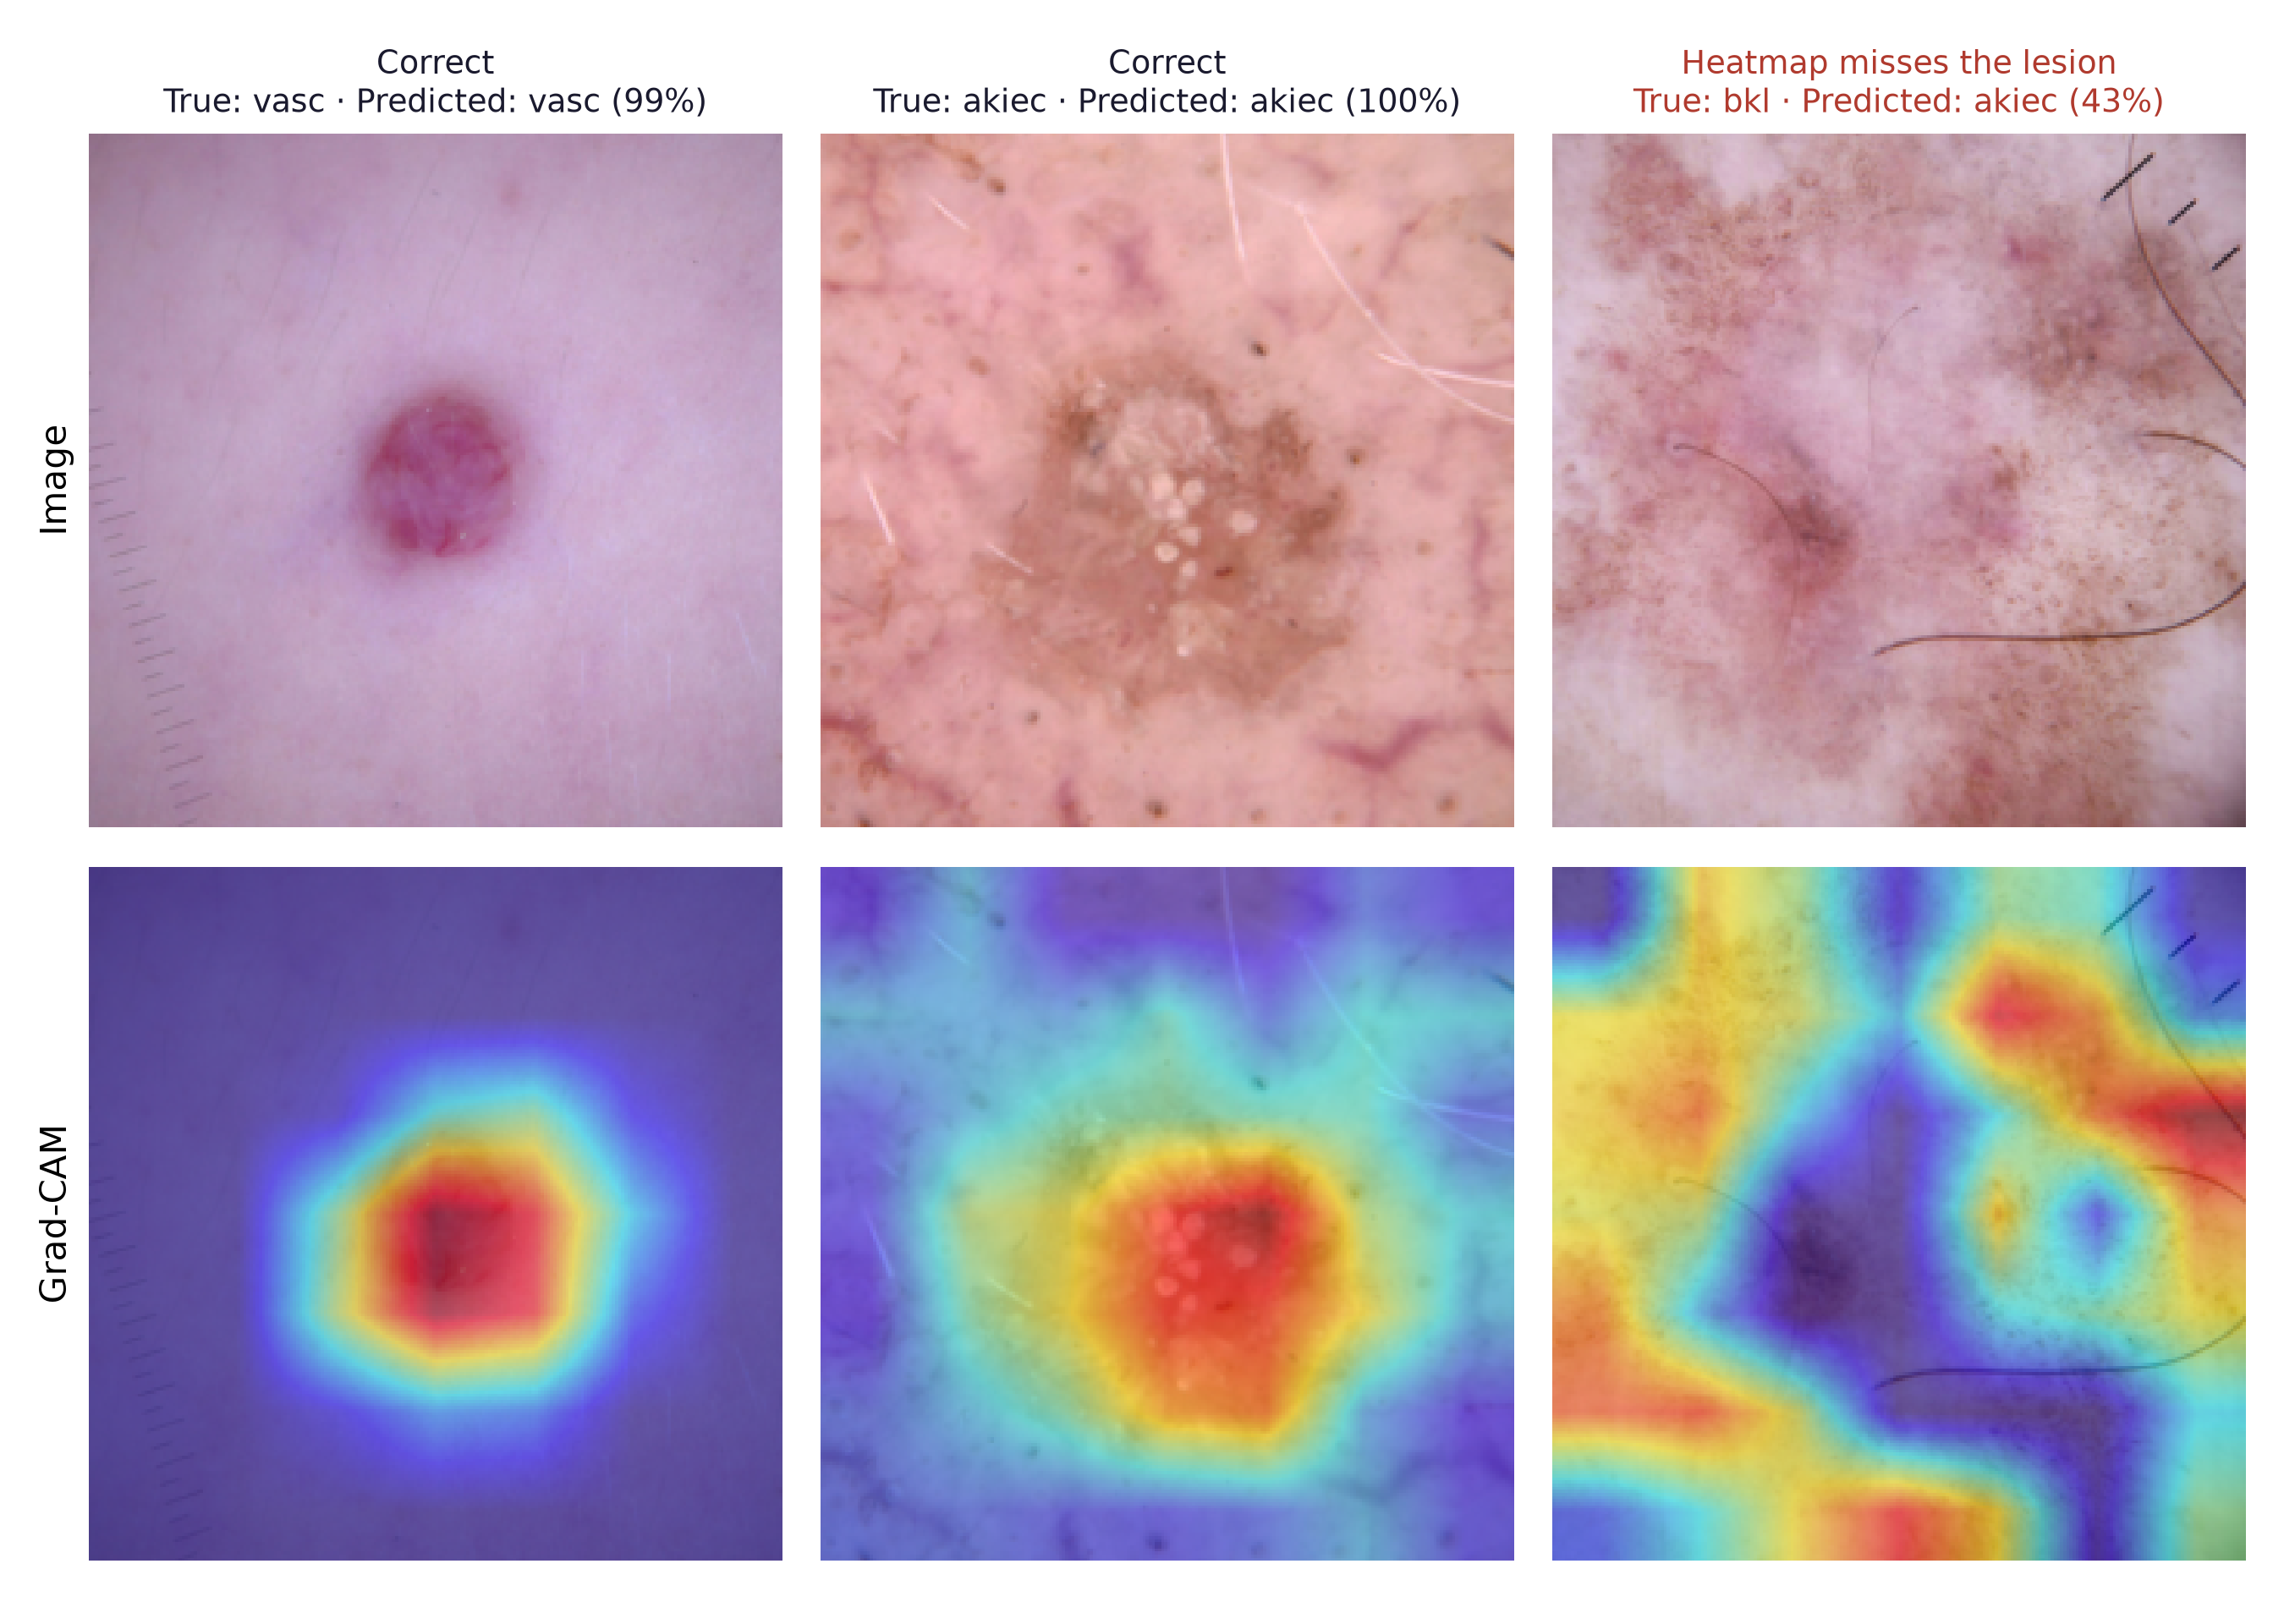 Correct
True: vasc · Predicted: vasc (99%)
Correct
True: akiec · Predicted: akiec (100%)
Heatmap misses the lesion
True: bkl · Predicted: akiec (43%)
Image
Grad-CAM